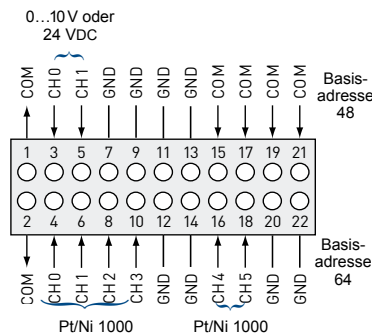 0...10 V oder
24 VDC
COM CH0 CH1 GND GND GND GND COM COM COM COM
Basis-
adresse
48
1 3 5 7 9 11 13 15 17 19 21
2 4 6 8 10 12 14 16 18 20 22
Basis-
adresse
64
COM CH0 CH1 CH2 CH3 GND GND CH4 CH5 GND GND
Pt/Ni 1000 Pt/Ni 1000